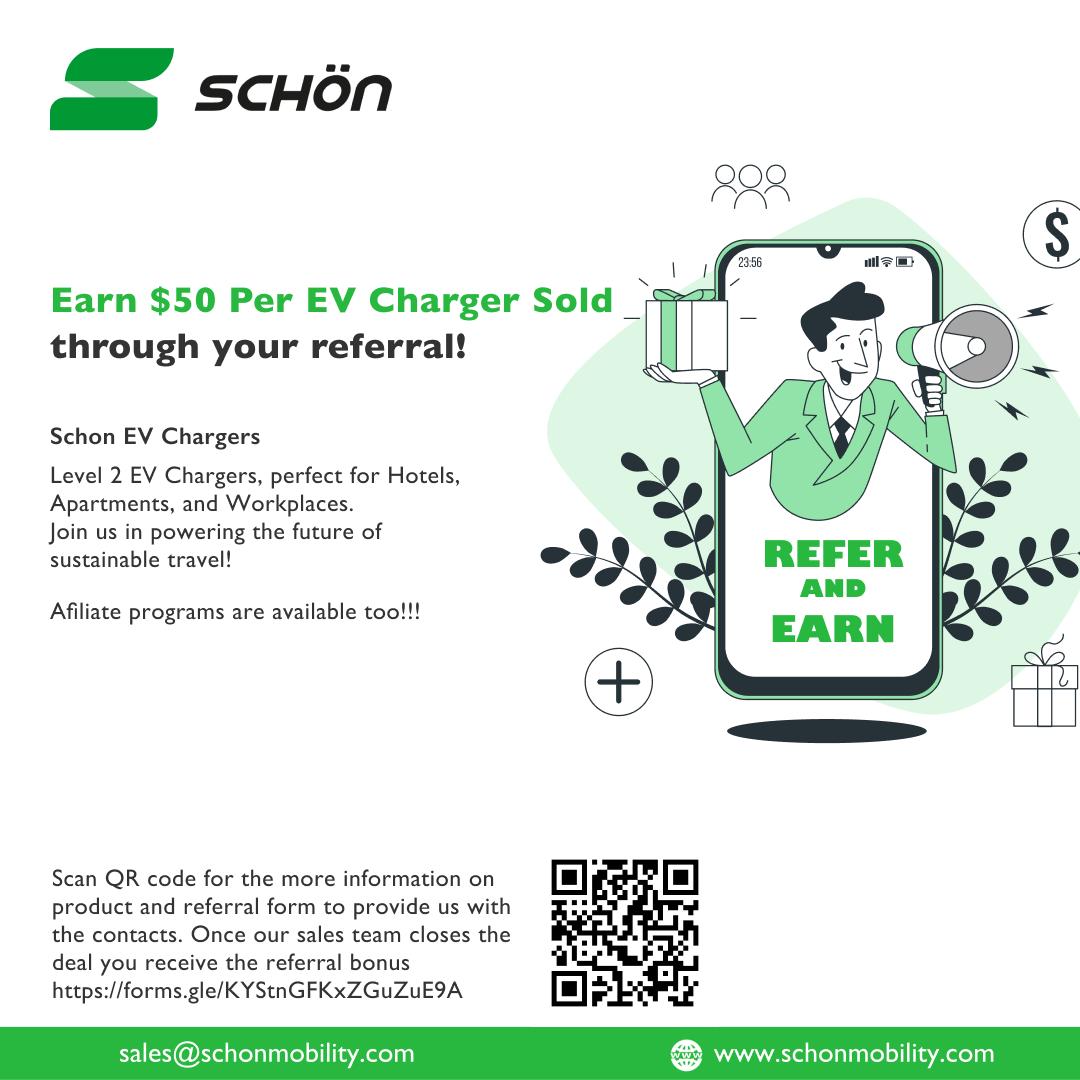 SCHÖN
23:56
$
Earn $50 Per EV Charger Sold
through your referral!
Schon EV Chargers
Level 2 EV Chargers, perfect for Hotels,
Apartments, and Workplaces.
Join us in powering the future of
sustainable travel!
Afiliate programs are available too!!!
REFER
AND
EARN
Scan QR code for the more information on
product and referral form to provide us with
the contacts. Once our sales team closes the
deal you receive the referral bonus
https://forms.gle/KYStnGFKxZGuZuE9A
sales@schonmobility.com
www www.schonmobility.com